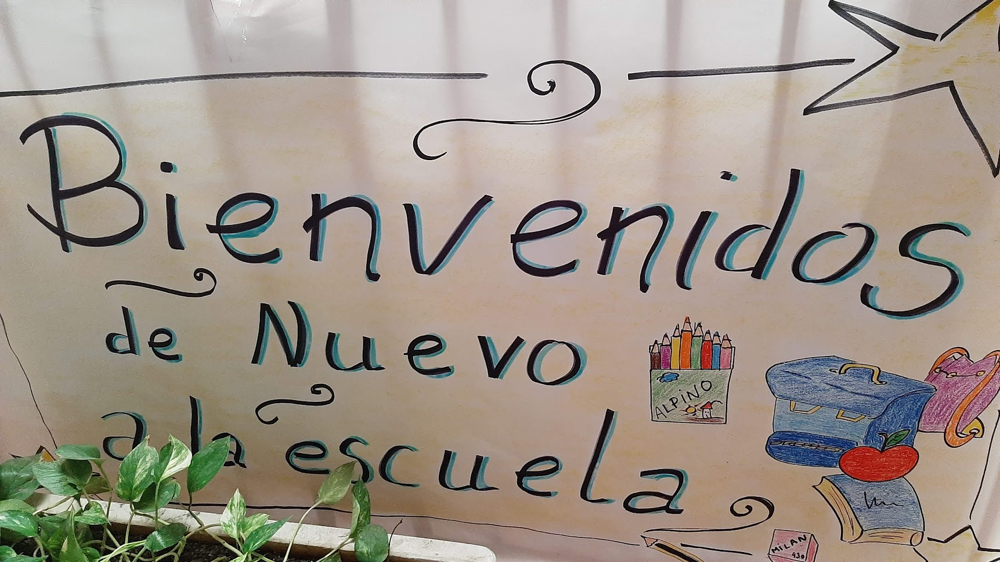 Bienvenidos
de Nuevo
a la escuela
ALPINO
MILAN
430